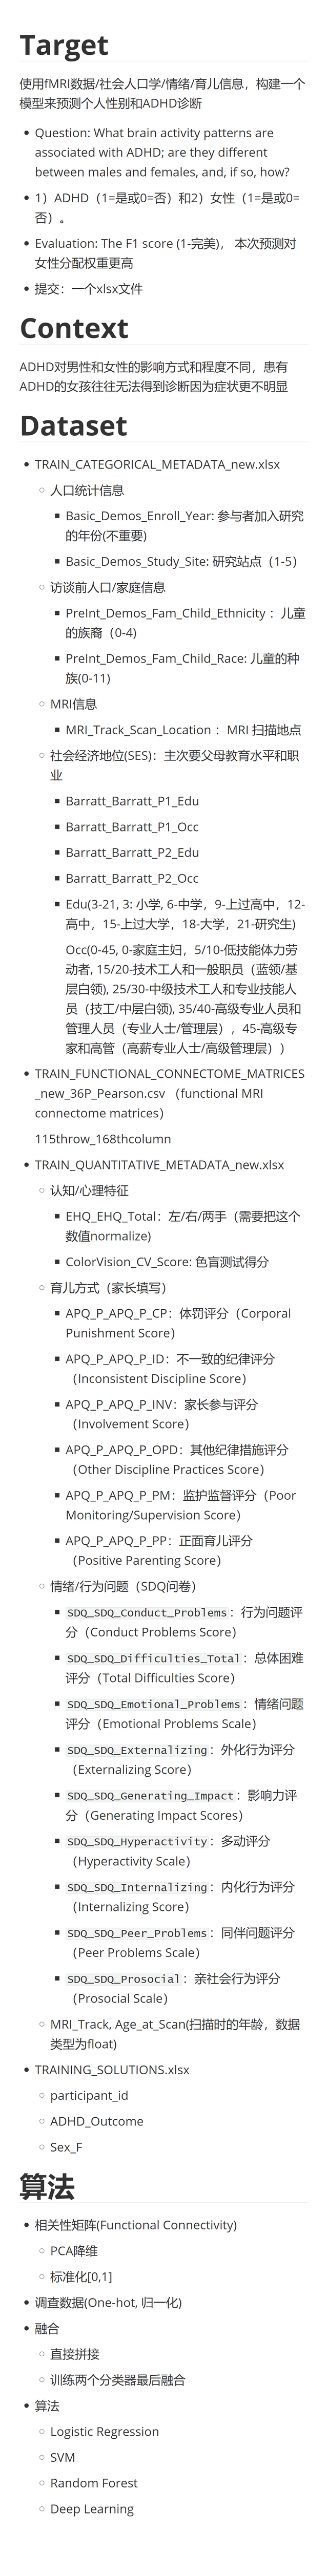 Target
使用fMRI数据/社会人口学/情绪/育儿信息，构建一个
模型来预测个人性别和ADHD诊断
Question: What brain activity patterns are
associated with ADHD; are they different
between males and females, and, if so, how?
1）ADHD（1=是或0=否）和2）女性（1=是或0=
否）。
Evaluation: The F1 score (1-完美)， 本次预测对
女性分配权重更高
提交：一个xlsx文件
Context
ADHD对男性和女性的影响方式和程度不同，患有
ADHD的女孩往往无法得到诊断因为症状更不明显
Dataset
TRAIN_CATEGORICAL_METADATA_new.xlsx
人口统计信息
Basic_Demos_Enroll_Year: 参与者加入研究
的年份(不重要)
Basic_Demos_Study_Site: 研究站点（1-5）
访谈前人口/家庭信息
PreInt_Demos_Fam_Child_Ethnicity ：儿童
的族裔（0-4)
PreInt_Demos_Fam_Child_Race: 儿童的种
族(0-11)
MRI信息
MRI_Track_Scan_Location ：MRI 扫描地点
社会经济地位(SES)：主次要父母教育水平和职
业
Barratt_Barratt_P1_Edu
Barratt_Barratt_P1_Occ
Barratt_Barratt_P2_Edu
Barratt_Barratt_P2_Occ
Edu(3-21, 3: 小学, 6-中学，9-上过高中，12-
高中，15-上过大学，18-大学，21-研究生)
Occ(0-45, 0-家庭主妇，5/10-低技能体力劳
动者, 15/20-技术工人和一般职员（蓝领/基
层白领), 25/30-中级技术工人和专业技能人
员（技工/中层白领), 35/40-高级专业人员和
管理人员（专业人士/管理层），45-高级专
家和高管（高薪专业人士/高级管理层）)
TRAIN_FUNCTIONAL_CONNECTOME_MATRICES
_new_36P_Pearson.csv （functional MRI
connectome matrices）
115throw_168thcolumn
TRAIN_QUANTITATIVE_METADATA_new.xlsx
认知/心理特征
EHQ_EHQ_Total：左/右/两手（需要把这个
数值normalize)
ColorVision_CV_Score: 色盲测试得分
育儿方式（家长填写）
APQ_P_APQ_P_CP：体罚评分（Corporal
Punishment Score）
APQ_P_APQ_P_ID：不一致的纪律评分
（Inconsistent Discipline Score）
APQ_P_APQ_P_INV：家长参与评分
（Involvement Score）
APQ_P_APQ_P_OPD：其他纪律措施评分
（Other Discipline Practices Score）
APQ_P_APQ_P_PM：监护监督评分（Poor
Monitoring/Supervision Score）
APQ_P_APQ_P_PP：正面育儿评分
（Positive Parenting Score）
情绪/行为问题（SDQ问卷）
SDQ_SDQ_Conduct_Problems：行为问题评
分（Conduct Problems Score）
SDQ_SDQ_Difficulties_Total：总体困难
评分（Total Difficulties Score）
SDQ_SDQ_Emotional_Problems：情绪问题
评分（Emotional Problems Scale）
SDQ_SDQ_Externalizing：外化行为评分
（Externalizing Score）
SDQ_SDQ_Generating_Impact：影响力评
分（Generating Impact Scores）
SDQ_SDQ_Hyperactivity：多动评分
（Hyperactivity Scale）
SDQ_SDQ_Internalizing：内化行为评分
（Internalizing Score）
SDQ_SDQ_Peer_Problems：同伴问题评分
（Peer Problems Scale）
SDQ_SDQ_Prosocial：亲社会行为评分
（Prosocial Scale）
MRI_Track, Age_at_Scan(扫描时的年龄，数据
类型为float)
TRAINING_SOLUTIONS.xlsx
participant_id
ADHD_Outcome
Sex_F
算法
相关性矩阵(Functional Connectivity)
PCA降维
标准化[0,1]
调查数据(One-hot, 归一化)
融合
直接拼接
训练两个分类器最后融合
算法
Logistic Regression
SVM
Random Forest
Deep Learning